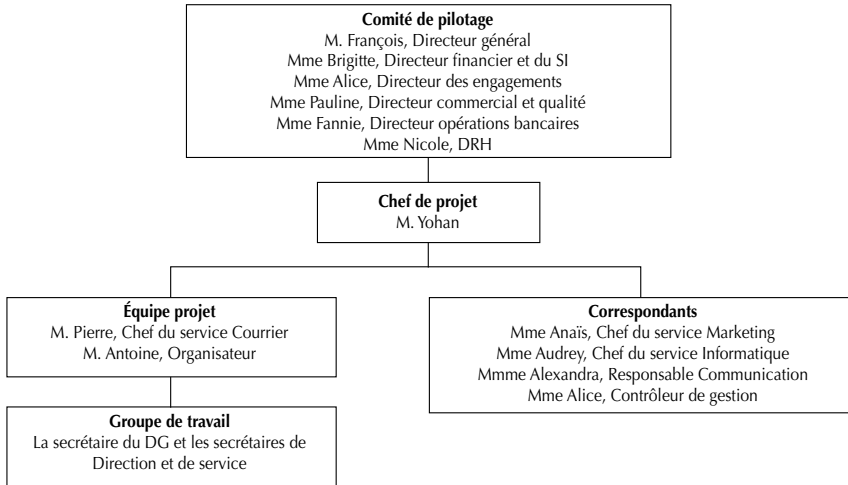 Comité de pilotage
M. François, Directeur général
Mme Brigitte, Directeur financier et du SI
Mme Alice, Directeur des engagements
Mme Pauline, Directeur commercial et qualité
Mme Fannie, Directeur opérations bancaires
Mme Nicole, DRH
Chef de projet
M. Yohan
Équipe projet
M. Pierre, Chef du service Courrier
M. Antoine, Organisateur
Correspondants
Mme Anaïs, Chef du service Marketing
Mme Audrey, Chef du service Informatique
Mmme Alexandra, Responsable Communication
Mme Alice, Contrôleur de gestion
Groupe de travail
La secrétaire du DG et les secrétaires de
Direction et de service